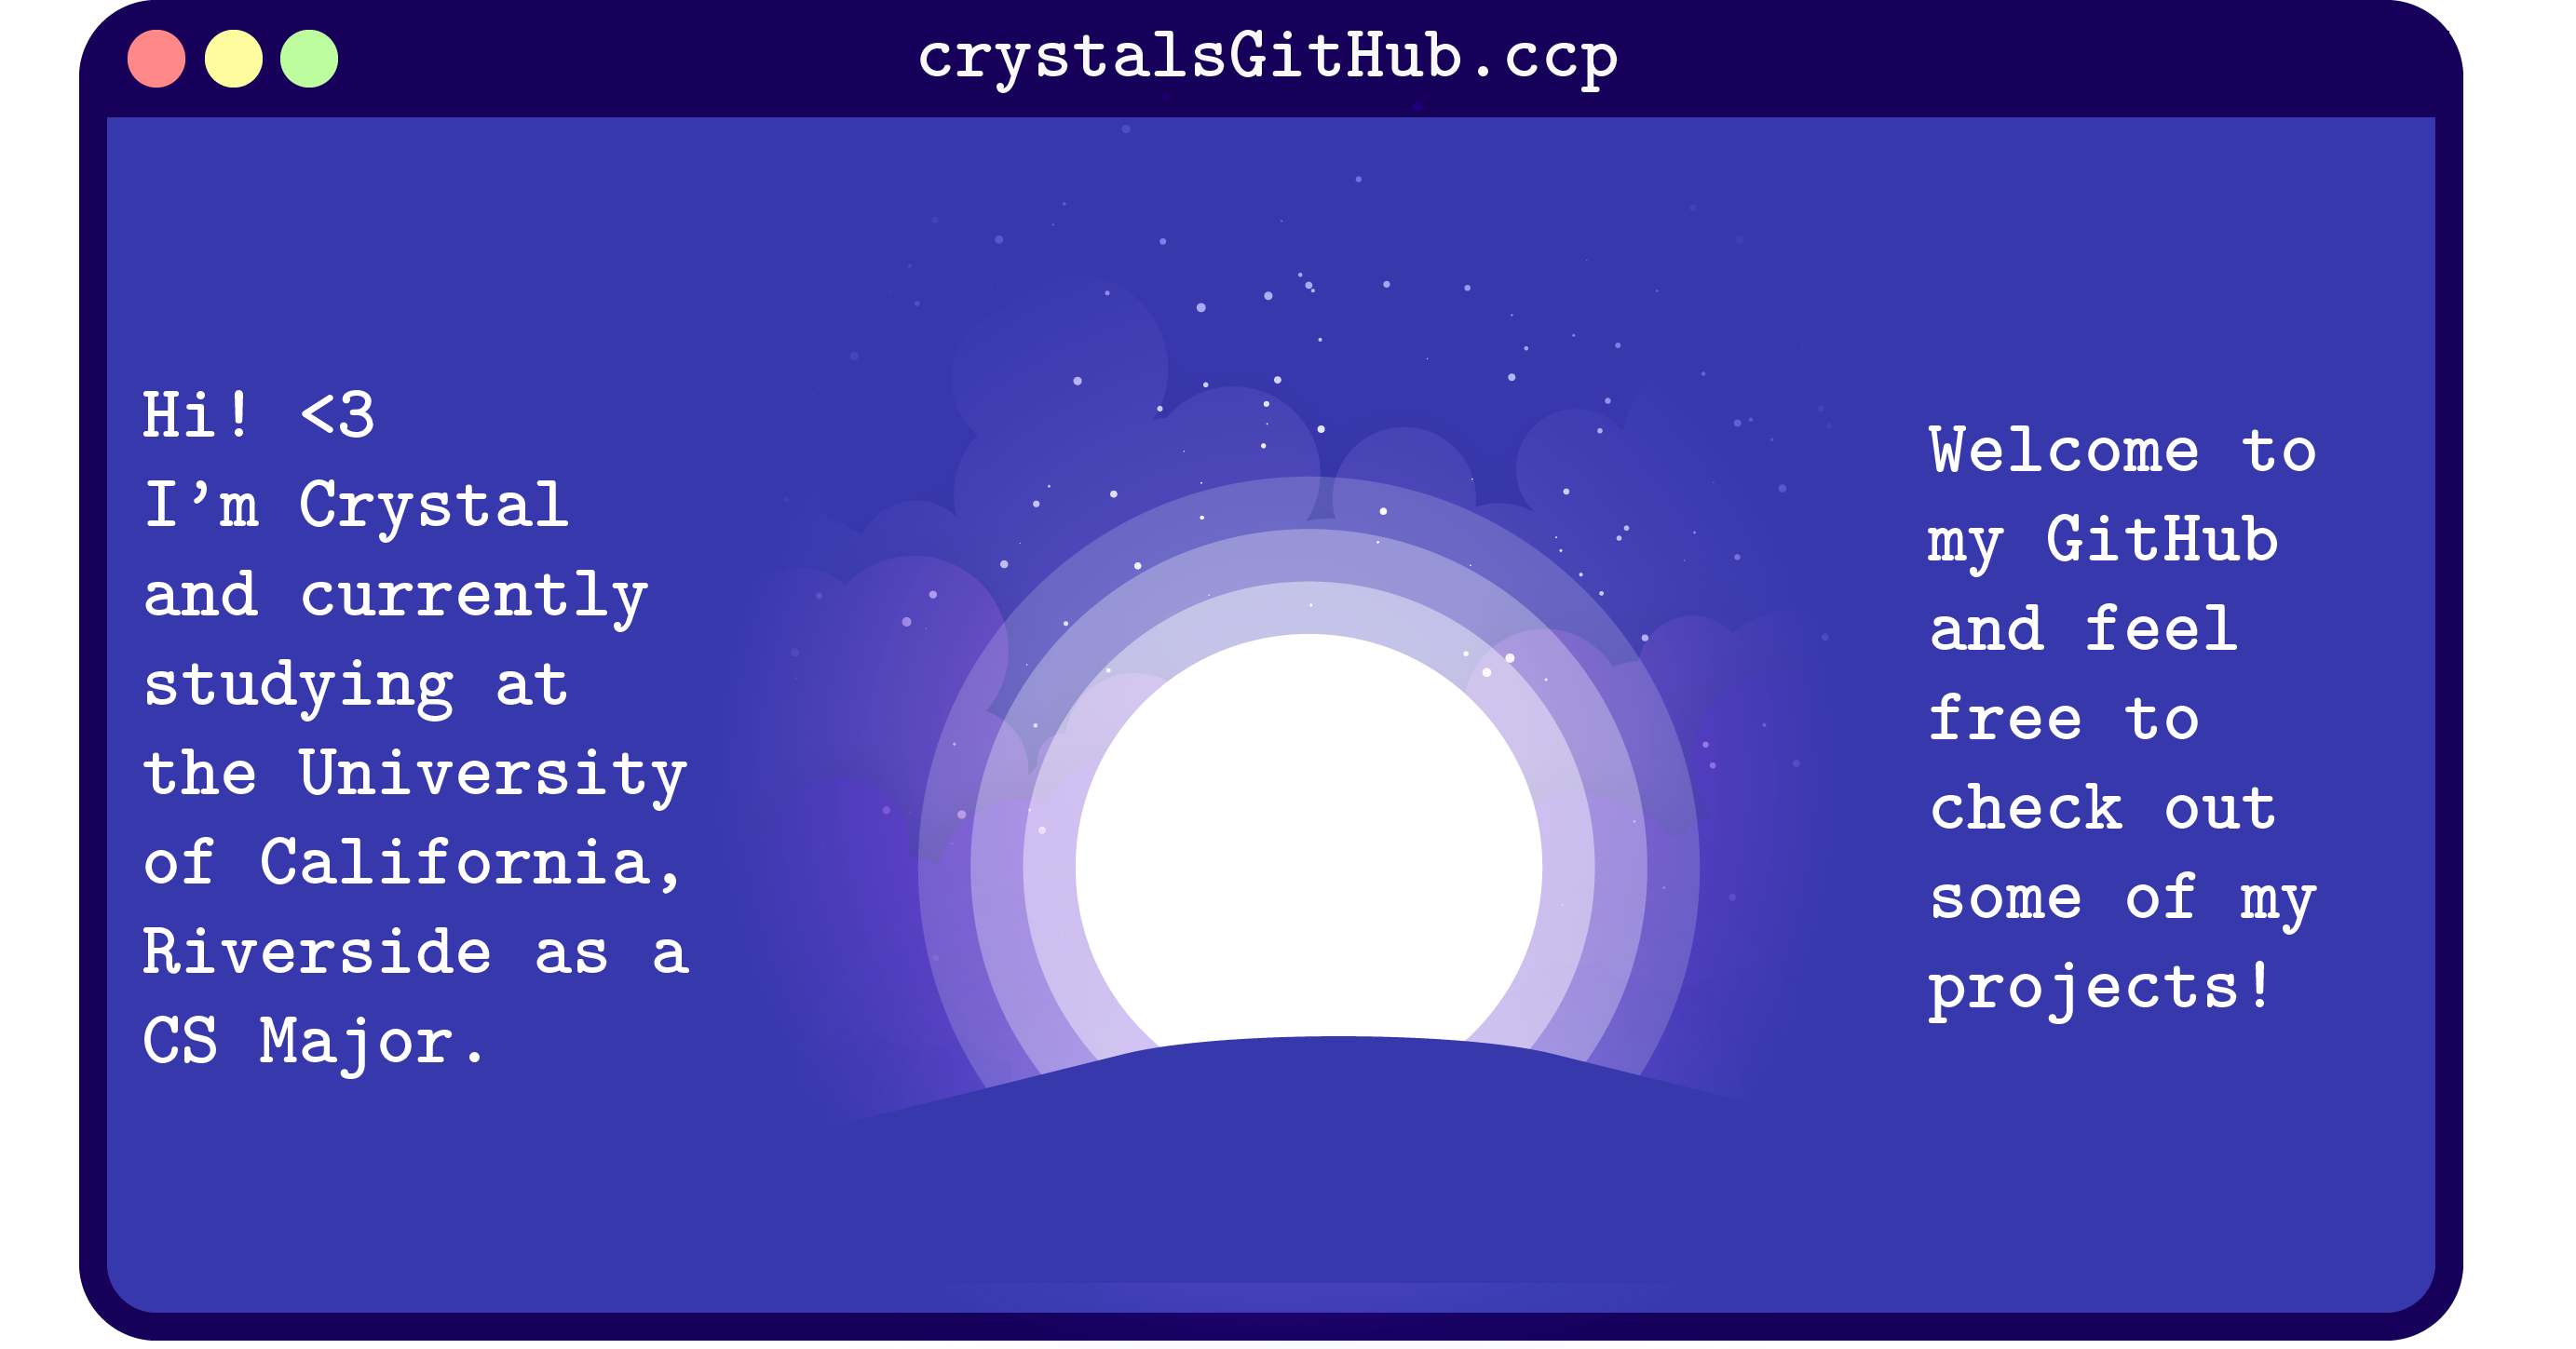 crystalsGitHub.ccp
Hi! <3
I’m Crystal
and currently
studying at
the University
of California,
Riverside as a
CS Major.
Welcome to
my GitHub
and feel
free to
check out
some of my
projects!